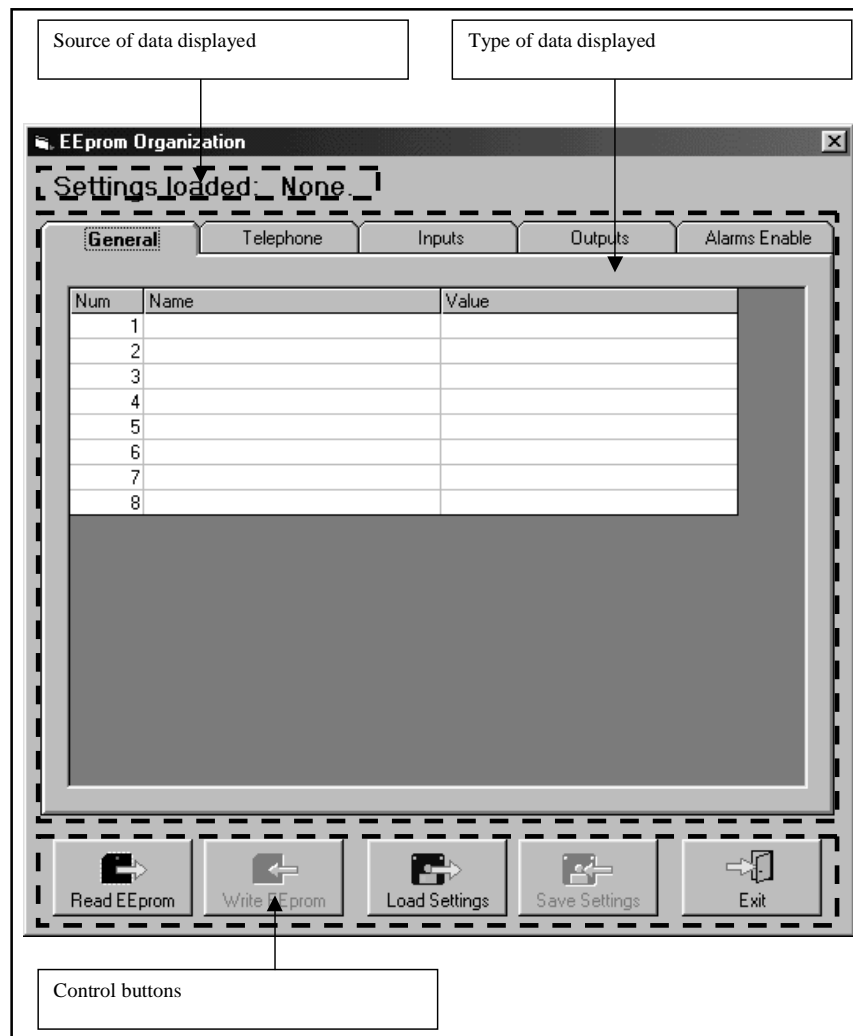 Source of data displayed
Type of data displayed
EEprom Organization
Settings loaded: None.
General Telephone Inputs Outputs Alarms Enable
Num Name Value
1
2
3
4
5
6
7
8
Read EEprom Write EEprom Load Settings Save Settings Exit
Control buttons